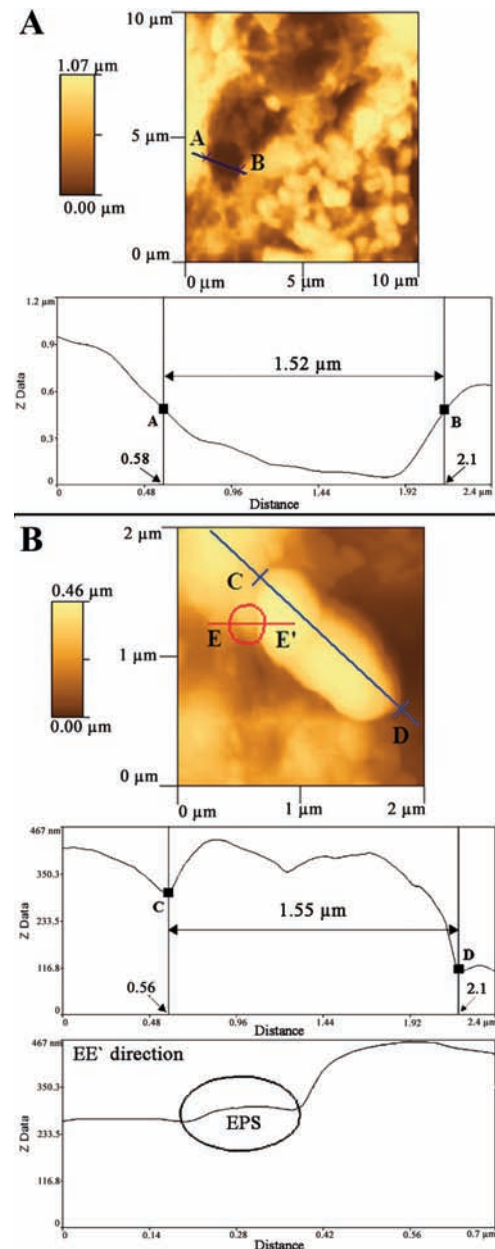 A
10 µm
1.07 µm
A
5 µm
B
0.00 µm
0 µm
0 µm
5 µm
10 µm
1.2 µm
0.9
Z Data
0.6
0.3
0
1.52 µm
A
B
0.58
2.1
0
0.48
0.96
1.44
1.92
2.4 µm
Distance
B
2 µm
0.46 µm
C
E
E'
1 µm
0.00 µm
D
0 µm
0 µm
1 µm
2 µm
467 nm
350.3
Z Data
233.5
116.8
0
C
1.55 µm
D
0.56
2.1
0
0.48
0.96
1.44
1.92
2.4 µm
Distance
467 nm
EE` direction
350.3
Z Data
233.5
116.8
0
EPS
0
0.14
0.28
0.42
0.56
0.7 µm
Distance